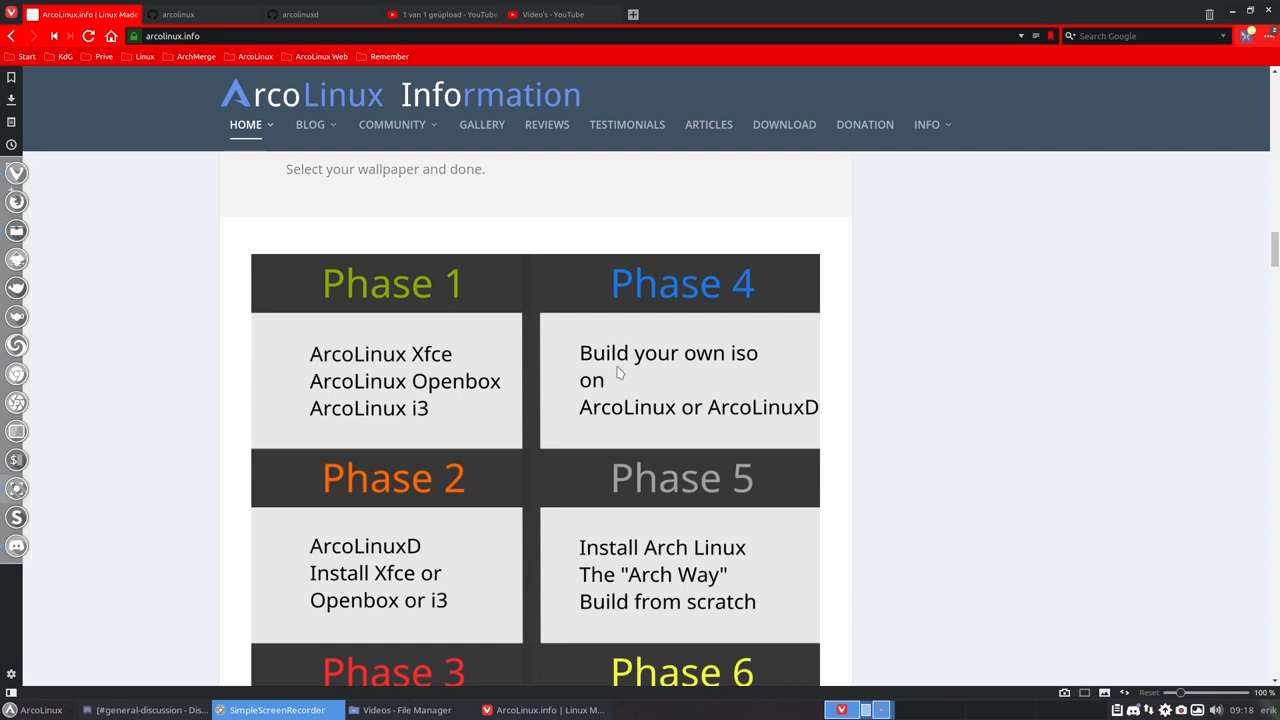 ArcoLinux.info | Linux Made
arcolinux
arcolinuxd
1 van 1 geüpload - YouTube
Video's - YouTube
arcolinux.info
Search Google
Start
KdG
Prive
Linux
ArchMerge
ArcoLinux
ArcoLinux Web
Remember
ArcoLinux Information
HOME
BLOG
COMMUNITY
GALLERY
REVIEWS
TESTIMONIALS
ARTICLES
DOWNLOAD
DONATION
INFO
Select your wallpaper and done.
Phase 1
ArcoLinux Xfce
ArcoLinux Openbox
ArcoLinux i3
Phase 4
Build your own iso
on
ArcoLinux or ArcoLinuxD
Phase 2
ArcoLinuxD
Install Xfce or
Openbox or i3
Phase 5
Install Arch Linux
The "Arch Way"
Build from scratch
Phase 3
Phase 6
Reset
100 %
ArcoLinux
[#general-discussion - Dis...
SimpleScreenRecorder
Videos - File Manager
ArcoLinux.info | Linux M...
09:18
erik